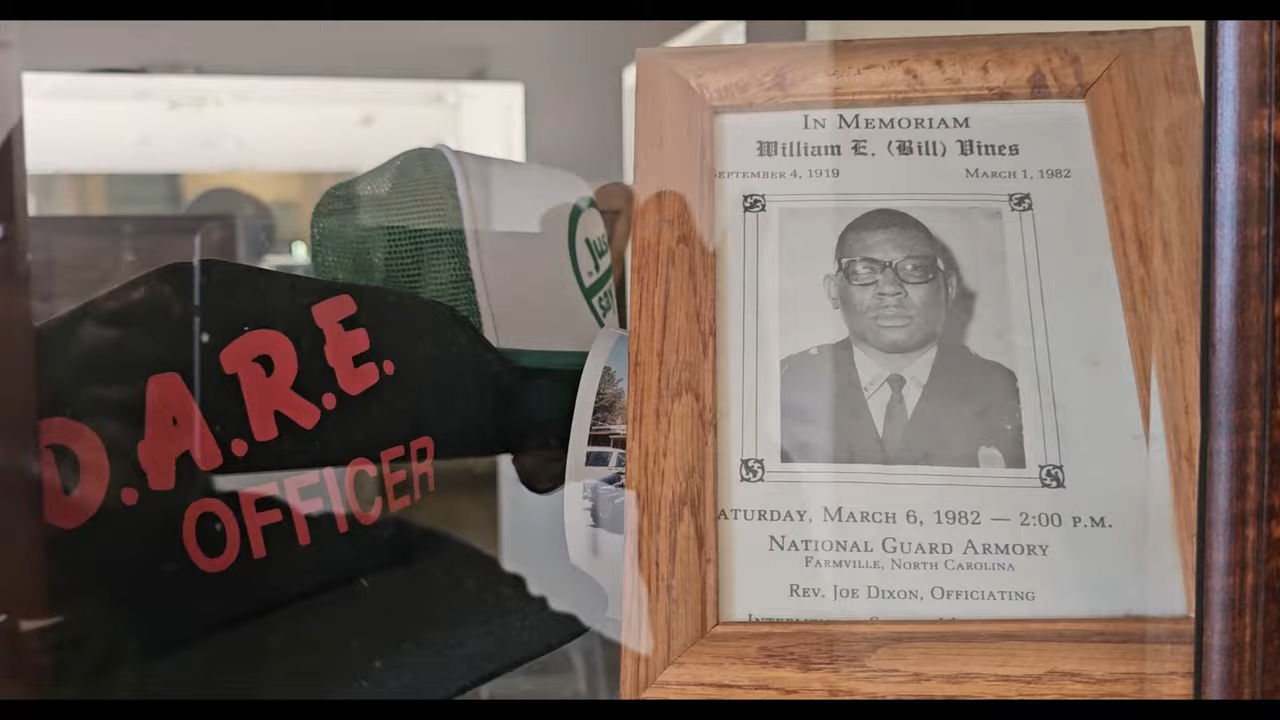 D.A.R.E.
OFFICER
IN MEMORIAM
William E. (Bill) Vines
EPTEMBER 4, 1919 MARCH 1, 1982
ATURDAY, MARCH 6, 1982 — 2:00 P.M.
NATIONAL GUARD ARMORY
FARMVILLE, NORTH CAROLINA
REV. JOE DIXON, OFFICIATING